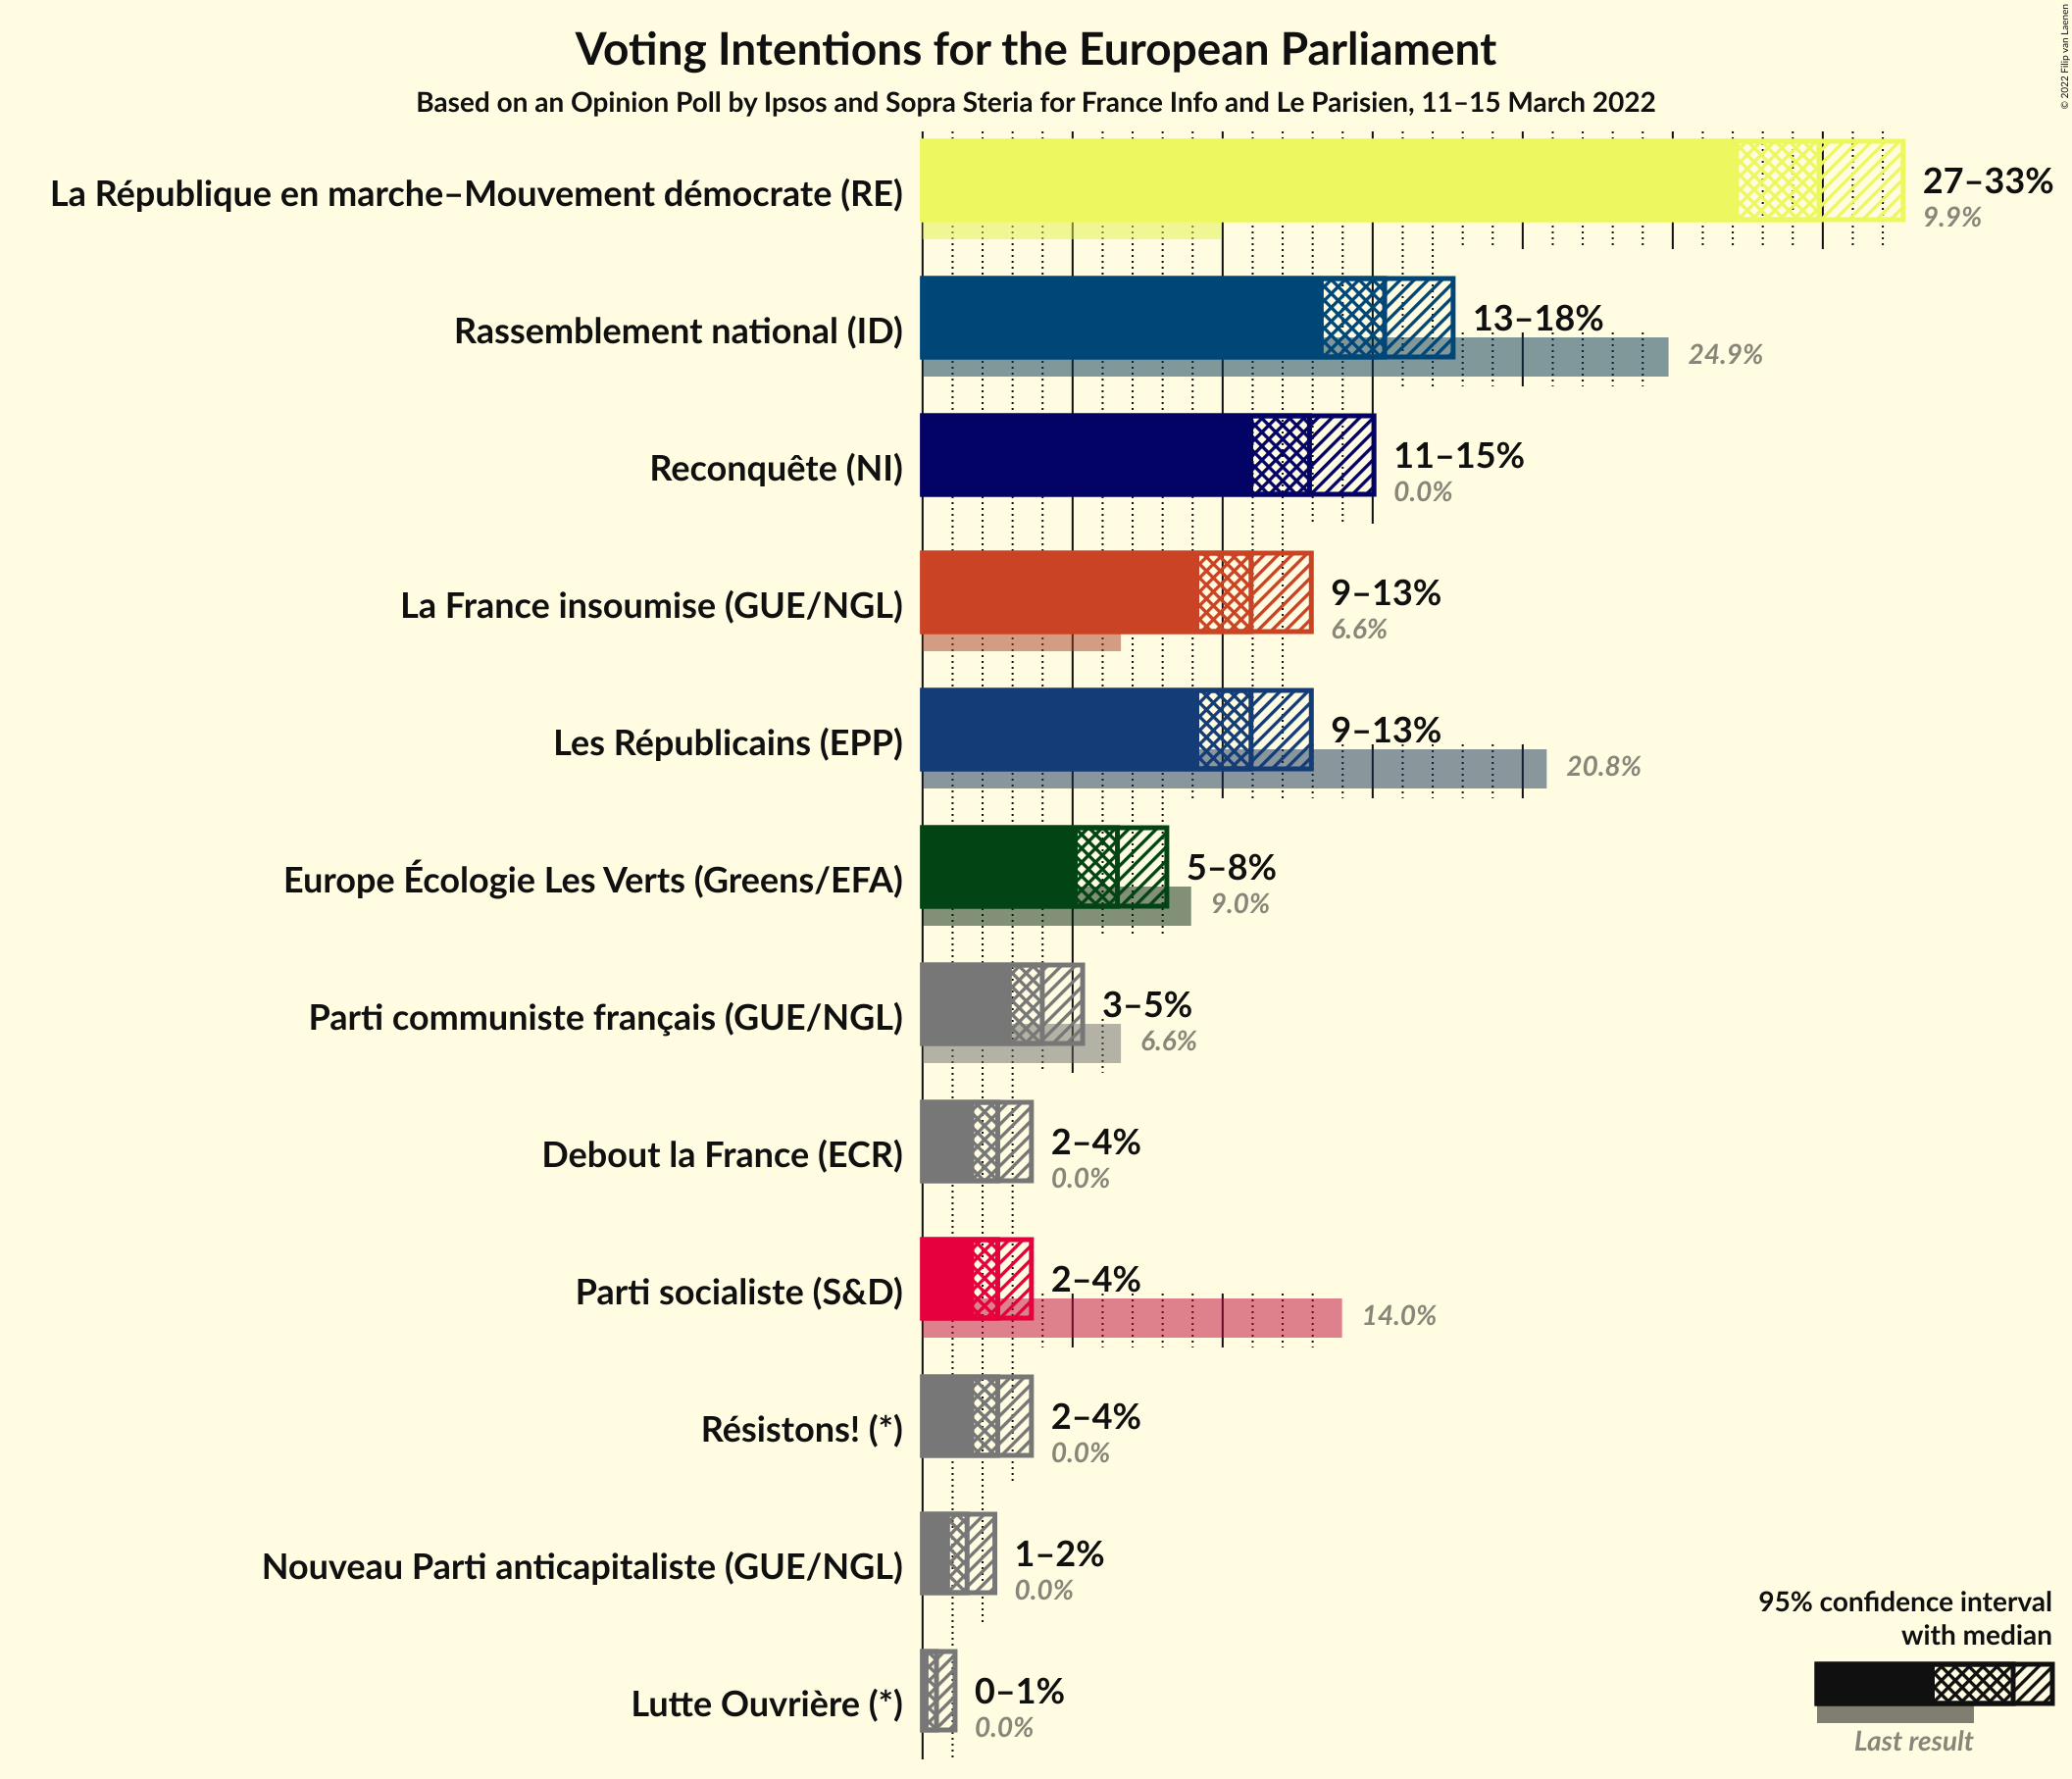 Voting Intentions for the European Parliament
Based on an Opinion Poll by Ipsos and Sopra Steria for France Info and Le Parisien, 11–15 March 2022
© 2022 Filip van Laenen
La République en marche–Mouvement démocrate (RE)
27–33%
9.9%
Rassemblement national (ID)
13–18%
24.9%
Reconquête (NI)
11–15%
0.0%
La France insoumise (GUE/NGL)
9–13%
6.6%
Les Républicains (EPP)
9–13%
20.8%
Europe Écologie Les Verts (Greens/EFA)
5–8%
9.0%
Parti communiste français (GUE/NGL)
3–5%
6.6%
Debout la France (ECR)
2–4%
0.0%
Parti socialiste (S&D)
2–4%
14.0%
Résistons! (*)
2–4%
0.0%
Nouveau Parti anticapitaliste (GUE/NGL)
1–2%
0.0%
Lutte Ouvrière (*)
0–1%
0.0%
95% confidence interval
with median
Last result